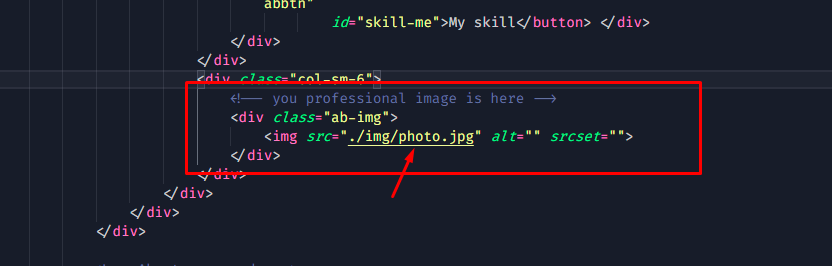 abbtn"
id="skill-me">My skill</button> </div>
</div>
</div>
<div class="col-sm-6">
<!-- you professional image is here -->
<div class="ab-img">
<img src="./img/photo.jpg" alt="" srcset="">
</div>
</div>
</div>
</div>
</div>